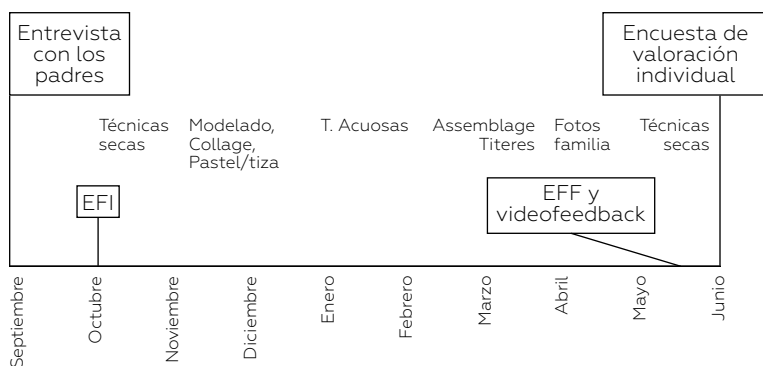 Entrevista
con los
padres
Encuesta de
valoración
individual
Técnicas
secas
Modelado,
Collage,
Pastel/tiza
T. Acuosas
Assemblage
Titeres
Fotos
familia
Técnicas
secas
EFI
EFF y
videofeedback
Septiembre
Octubre
Noviembre
Diciembre
Enero
Febrero
Marzo
Abril
Mayo
Junio